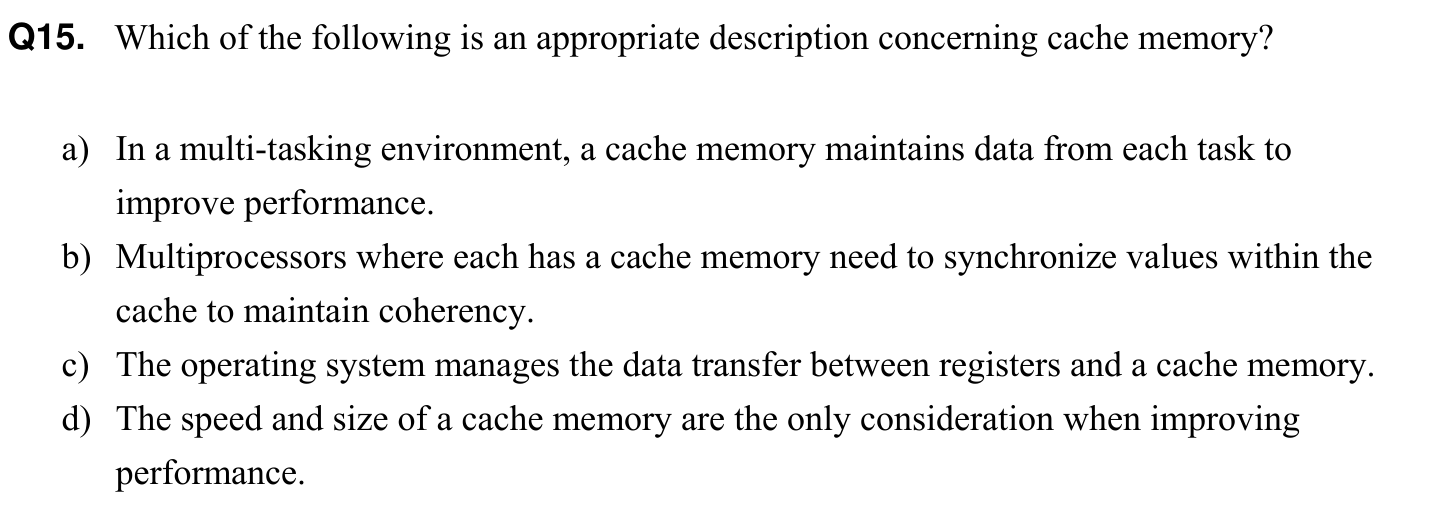 Q15. Which of the following is an appropriate description concerning cache memory?
a) In a multi-tasking environment, a cache memory maintains data from each task to
improve performance.
b) Multiprocessors where each has a cache memory need to synchronize values within the
cache to maintain coherency.
c) The operating system manages the data transfer between registers and a cache memory.
d) The speed and size of a cache memory are the only consideration when improving
performance.